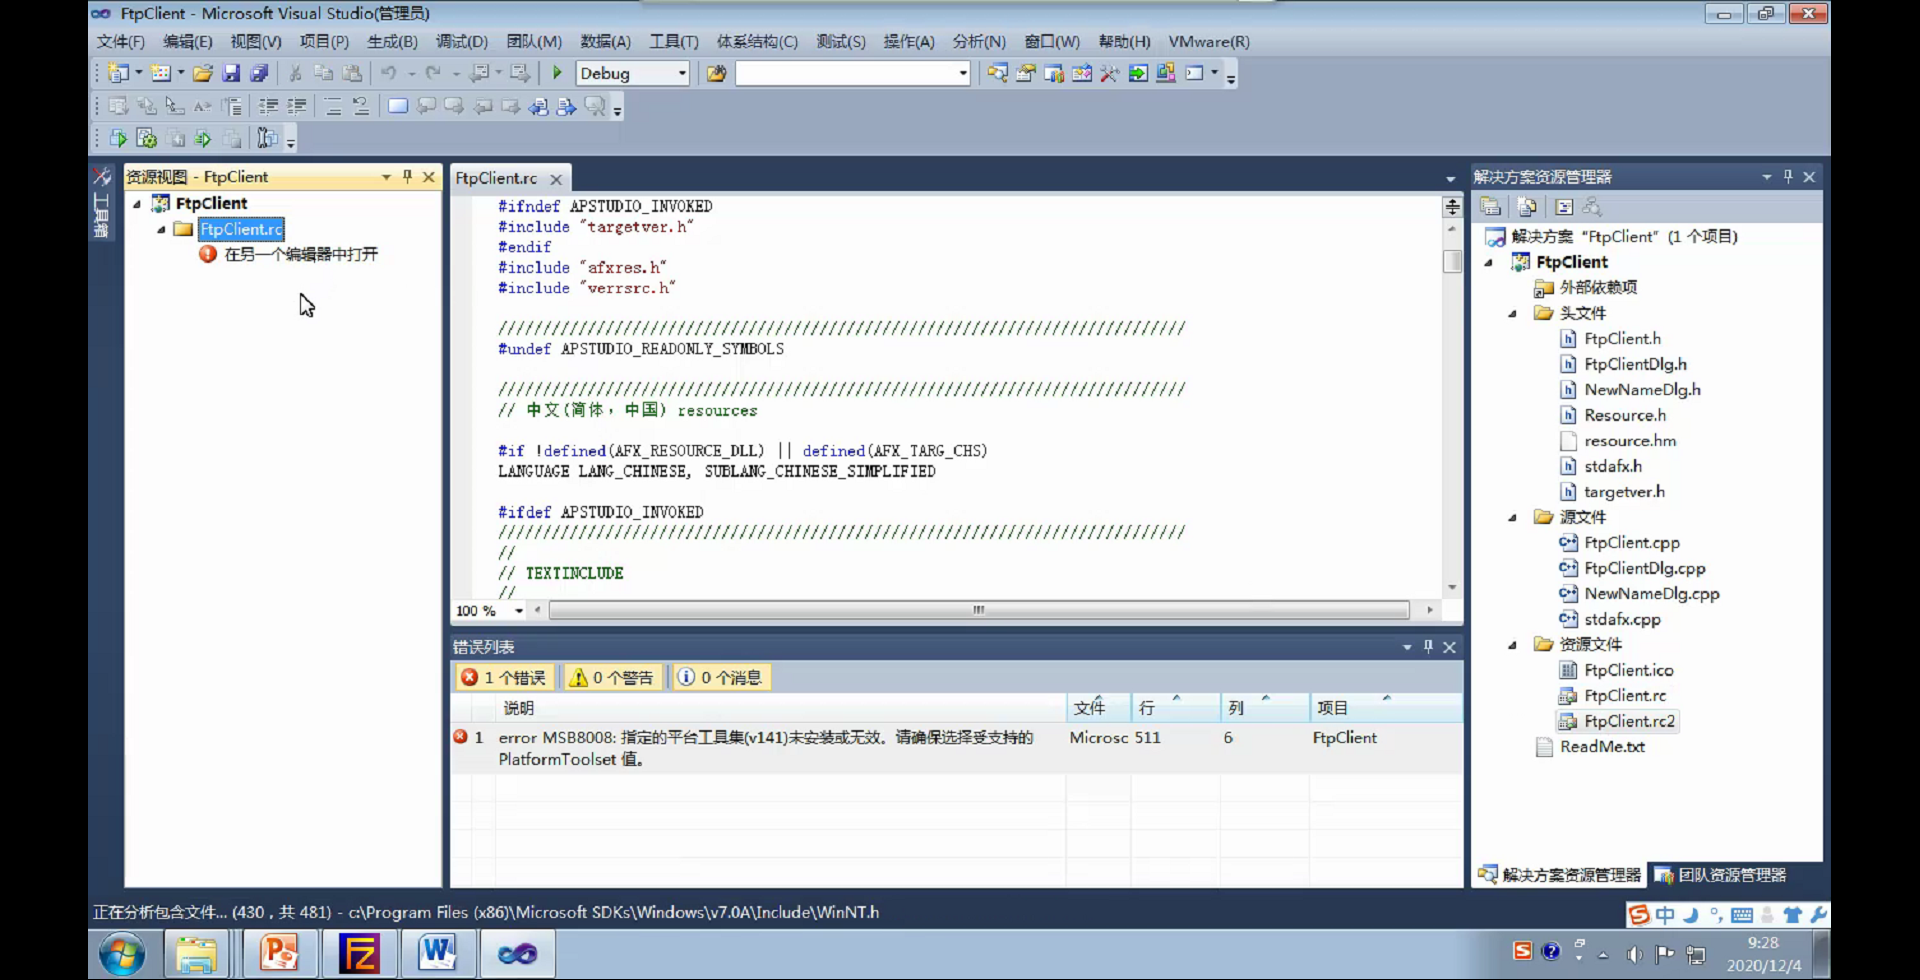 FtpClient - Microsoft Visual Studio(管理员)
文件(F) 编辑(E) 视图(V) 项目(P) 生成(B) 调试(D) 团队(M) 数据(A) 工具(T) 体系结构(C) 测试(S) 操作(A) 分析(N) 窗口(W) 帮助(H) VMware(R)
Debug
工具箱
资源视图 - FtpClient
FtpClient
FtpClient.rc
在另一个编辑器中打开
FtpClient.rc
#ifndef APSTUDIO_INVOKED
#include "targetver.h"
#endif
#include "afxres.h"
#include "verrsrc.h"
////////////////////////////////////////////////////////////////////////////
#undef APSTUDIO_READONLY_SYMBOLS
////////////////////////////////////////////////////////////////////////////
// 中文(简体，中国) resources
#if !defined(AFX_RESOURCE_DLL) || defined(AFX_TARG_CHS)
LANGUAGE LANG_CHINESE, SUBLANG_CHINESE_SIMPLIFIED
#ifdef APSTUDIO_INVOKED
////////////////////////////////////////////////////////////////////////////
//
// TEXTINCLUDE
//
100 %
错误列表
1 个错误 0 个警告 0 个消息
说明 文件 行 列 项目
1 error MSB8008: 指定的平台工具集(v141)未安装或无效。请确保选择受支持的 Microsc 511 6 FtpClient
PlatformToolset 值。
解决方案资源管理器
解决方案 "FtpClient" (1 个项目)
FtpClient
外部依赖项
头文件
FtpClient.h
FtpClientDlg.h
NewNameDlg.h
Resource.h
resource.hm
stdafx.h
targetver.h
源文件
FtpClient.cpp
FtpClientDlg.cpp
NewNameDlg.cpp
stdafx.cpp
资源文件
FtpClient.ico
FtpClient.rc
FtpClient.rc2
ReadMe.txt
解决方案资源管理器 团队资源管理器
正在分析包含文件... (430 , 共 481) - c:\Program Files (x86)\Microsoft SDKs\Windows\v7.0A\Include\WinNT.h
中
9:28
2020/12/4